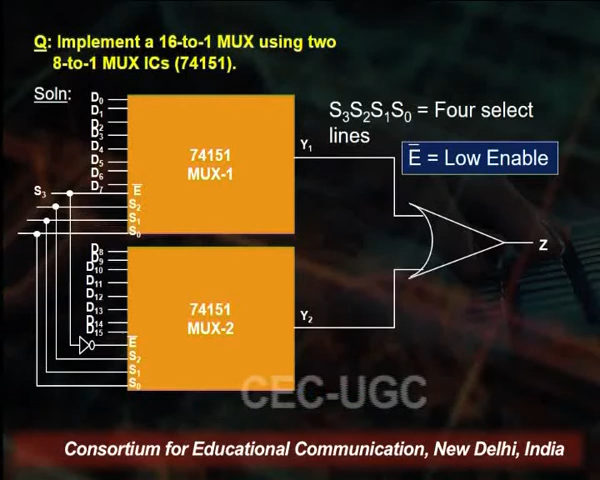 Q: Implement a 16-to-1 MUX using two
8-to-1 MUX ICs (74151).
Soln:
D₀
D₁
D₂
D₃
D₄
D₅
D₆
D₇
S₃
E̅
S₂
S₁
S₀
74151
MUX-1
Y₁
S₃S₂S₁S₀ = Four select
lines
E̅ = Low Enable
Z
D₈
D₉
D₁₀
D₁₁
D₁₂
D₁₃
D₁₄
D₁₅
E̅
S₂
S₁
S₀
74151
MUX-2
Y₂
CEC-UGC
Consortium for Educational Communication, New Delhi, India